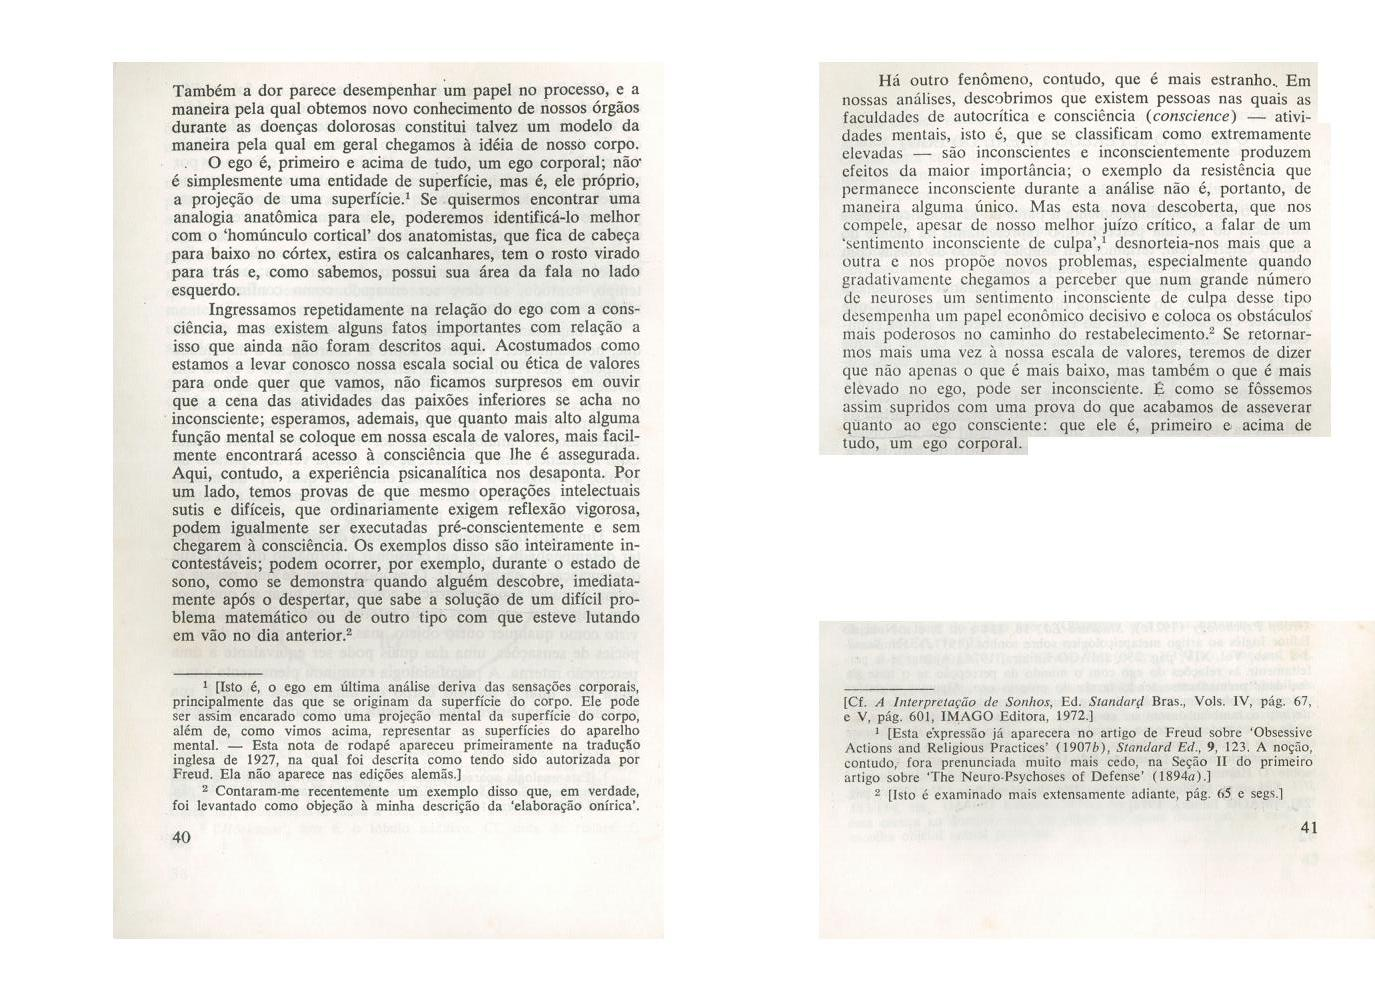 Também a dor parece desempenhar um papel no processo, e a
maneira pela qual obtemos novo conhecimento de nossos órgãos
durante as doenças dolorosas constitui talvez um modelo da
maneira pela qual em geral chegamos à idéia de nosso corpo.
O ego é, primeiro e acima de tudo, um ego corporal; não
é simplesmente uma entidade de superfície, mas é, ele próprio,
a projeção de uma superfície.¹ Se quisermos encontrar uma
analogia anatômica para ele, poderemos identificá-lo melhor
com o ‘homúnculo cortical’ dos anatomistas, que fica de cabeça
para baixo no córtex, estira os calcanhares, tem o rosto virado
para trás e, como sabemos, possui sua área da fala no lado
esquerdo.
Ingressamos repetidamente na relação do ego com a cons-
ciência, mas existem alguns fatos importantes com relação a
isso que ainda não foram descritos aqui. Acostumados como
estamos a levar conosco nossa escala social ou ética de valores
para onde quer que vamos, não ficamos surpresos em ouvir
que a cena das atividades das paixões inferiores se acha no
inconsciente; esperamos, ademais, que quanto mais alto alguma
função mental se coloque em nossa escala de valores, mais facil-
mente encontrará acesso à consciência que lhe é assegurada.
Aqui, contudo, a experiência psicanalítica nos desaponta. Por
um lado, temos provas de que mesmo operações intelectuais
sutis e difíceis, que ordinariamente exigem reflexão vigorosa,
podem igualmente ser executadas pré-conscientemente e sem
chegarem à consciência. Os exemplos disso são inteiramente in-
contestáveis; podem ocorrer, por exemplo, durante o estado de
sono, como se demonstra quando alguém descobre, imediata-
mente após o despertar, que sabe a solução de um difícil pro-
blema matemático ou de outro tipo com que esteve lutando
em vão no dia anterior.²
¹ [Isto é, o ego em última análise deriva das sensações corporais,
principalmente das que se originam da superfície do corpo. Ele pode
ser assim encarado como uma projeção mental da superfície do corpo,
além de, como vimos acima, representar as superfícies do aparelho
mental. — Esta nota de rodapé apareceu primeiramente na tradução
inglesa de 1927, na qual foi descrita como tendo sido autorizada por
Freud. Ela não aparece nas edições alemãs.]
² Contaram-me recentemente um exemplo disso que, em verdade,
foi levantado como objeção à minha descrição da ‘elaboração onírica’.
40
Há outro fenômeno, contudo, que é mais estranho. Em
nossas análises, descobrimos que existem pessoas nas quais as
faculdades de autocrítica e consciência (conscience) — ativi-
dades mentais, isto é, que se classificam como extremamente
elevadas — são inconscientes e inconscientemente produzem
efeitos da maior importância; o exemplo da resistência que
permanece inconsciente durante a análise não é, portanto, de
maneira alguma único. Mas esta nova descoberta, que nos
compele, apesar de nosso melhor juízo crítico, a falar de um
‘sentimento inconsciente de culpa’,¹ desnorteia-nos mais que a
outra e nos propõe novos problemas, especialmente quando
gradativamente chegamos a perceber que num grande número
de neuroses um sentimento inconsciente de culpa desse tipo
desempenha um papel econômico decisivo e coloca os obstáculos
mais poderosos no caminho do restabelecimento.² Se retornar-
mos mais uma vez à nossa escala de valores, teremos de dizer
que não apenas o que é mais baixo, mas também o que é mais
elevado no ego, pode ser inconsciente. É como se fôssemos
assim supridos com uma prova do que acabamos de asseverar
quanto ao ego consciente: que ele é, primeiro e acima de
tudo, um ego corporal.
[Cf. A Interpretação de Sonhos, Ed. Standard Bras., Vols. IV, pág. 67,
e V, pág. 601, IMAGO Editora, 1972.]
¹ [Esta expressão já aparecera no artigo de Freud sobre ‘Obsessive
Actions and Religious Practices’ (1907b), Standard Ed., 9, 123. A noção,
contudo, fora prenunciada muito mais cedo, na Seção II do primeiro
artigo sobre ‘The Neuro-Psychoses of Defense’ (1894a).]
² [Isto é examinado mais extensamente adiante, pág. 65 e segs.]
41